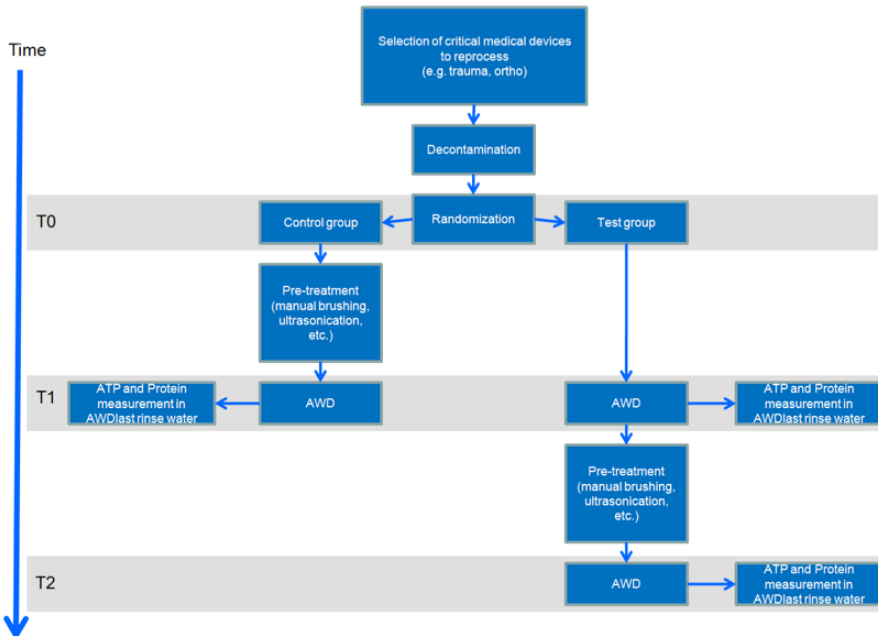 Selection of critical medical devices
to reprocess
(e.g. trauma, ortho)
Time
Decontamination
T0
Control group
Randomization
Test group
Pre-treatment
(manual brushing,
ultrasonication,
etc.)
T1
ATP and Protein
measurement in
AWDlast rinse water
AWD
AWD
ATP and Protein
measurement in
AWDlast rinse water
Pre-treatment
(manual brushing,
ultrasonication,
etc.)
T2
AWD
ATP and Protein
measurement in
AWDlast rinse water